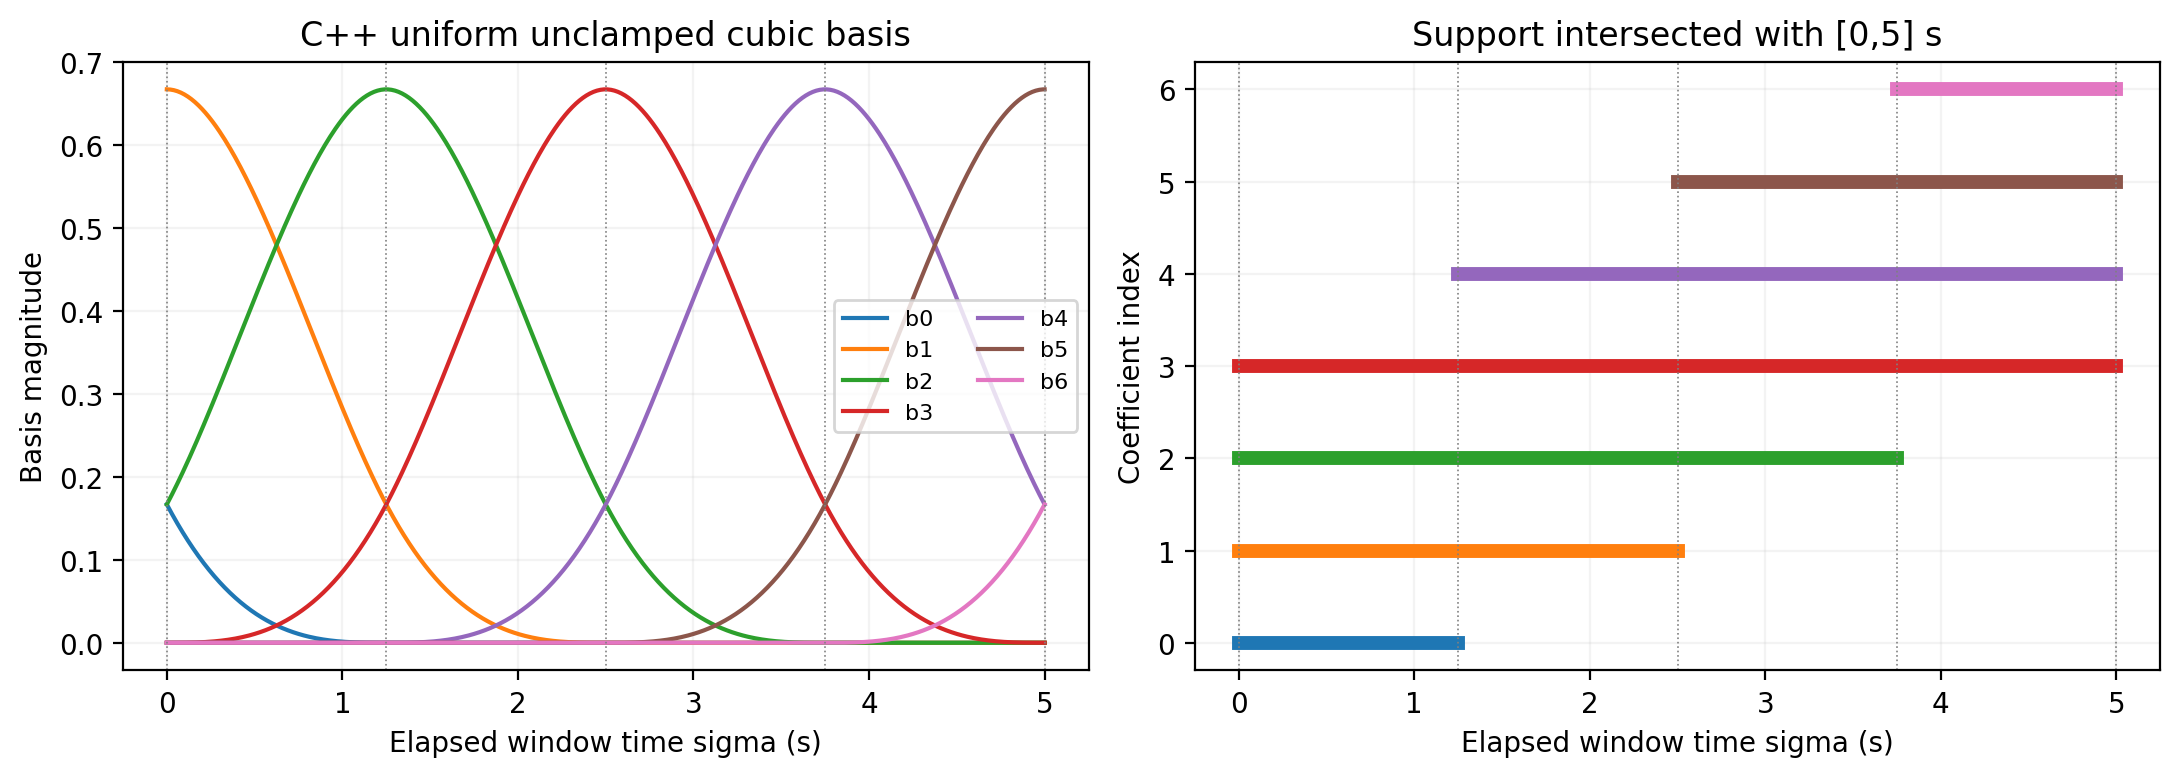 C++ uniform unclamped cubic basis
Basis magnitude
0.7
0.6
0.5
0.4
0.3
0.2
0.1
0.0
b0 b4
b1 b5
b2 b6
b3
0 1 2 3 4 5
Elapsed window time sigma (s)
Support intersected with [0,5] s
Coefficient index
6
5
4
3
2
1
0
0 1 2 3 4 5
Elapsed window time sigma (s)